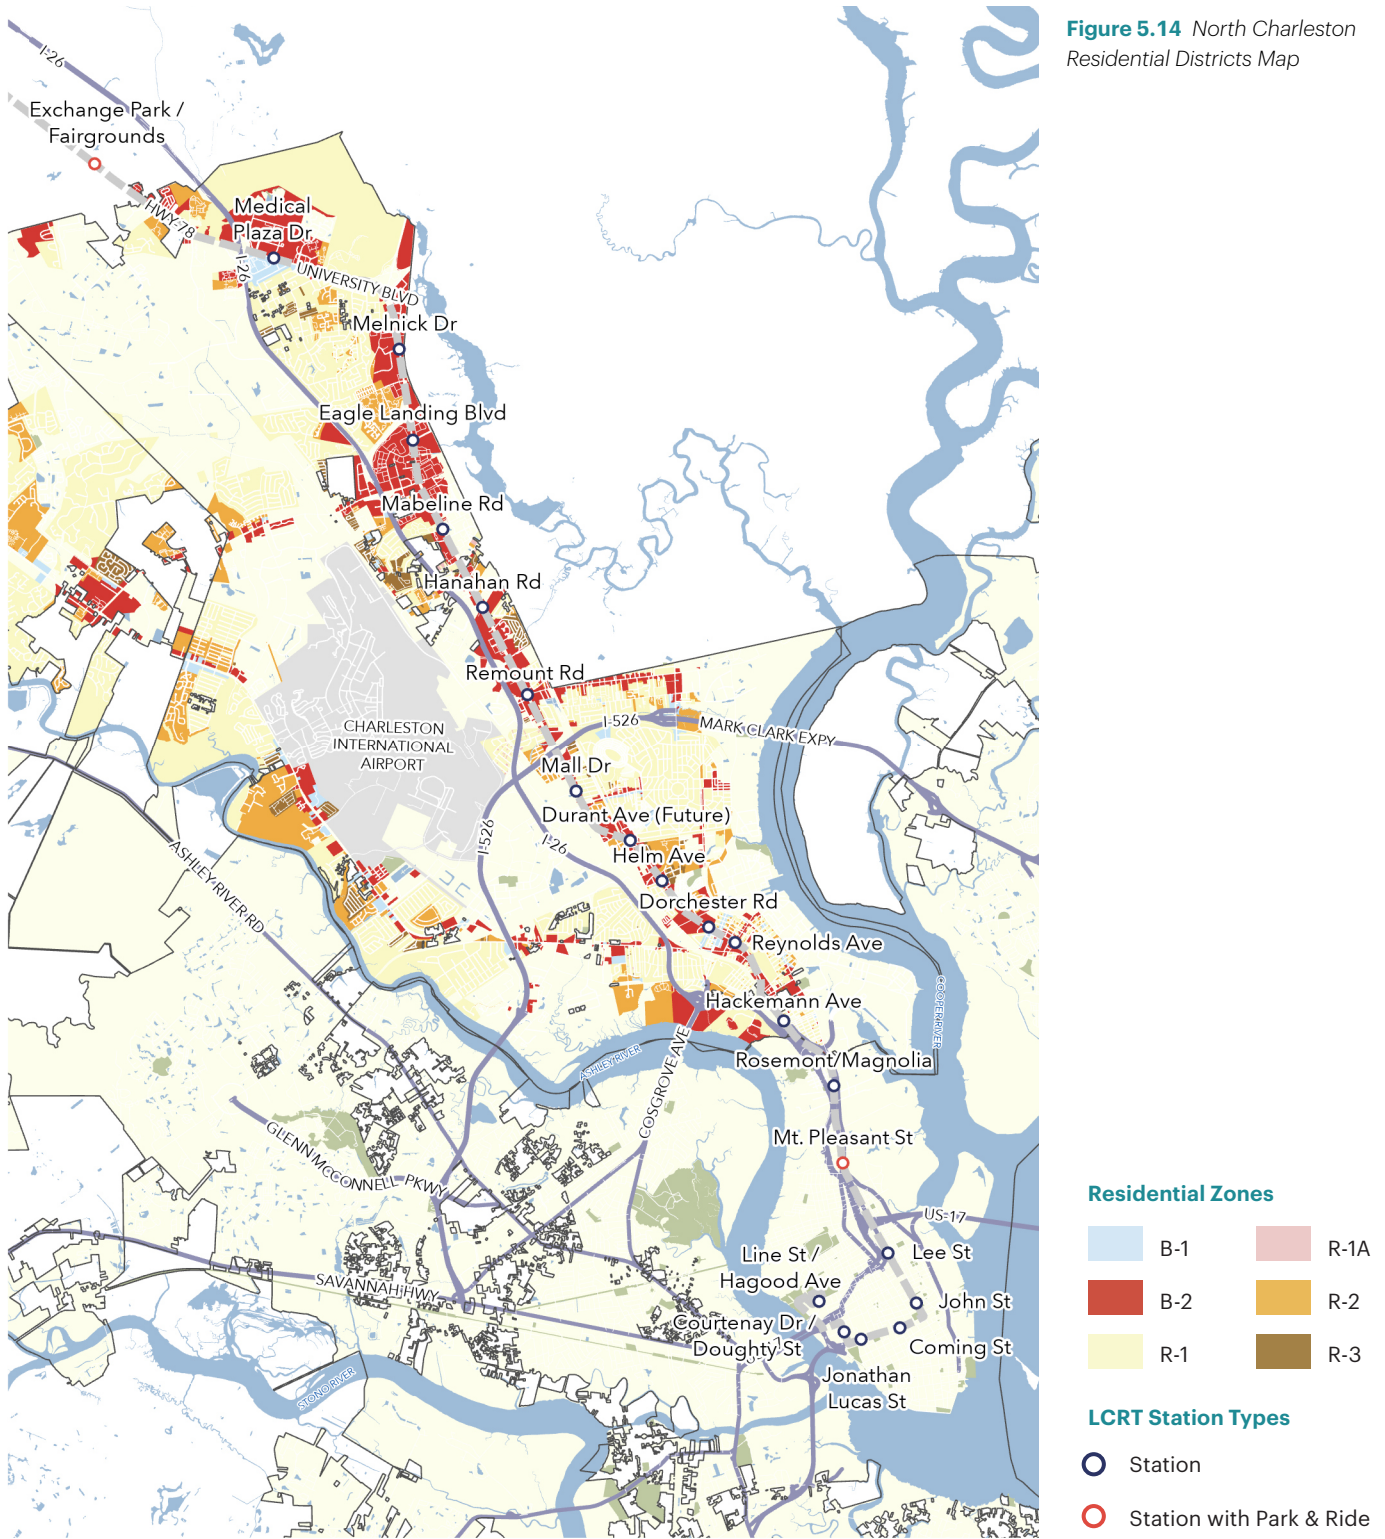 Figure 5.14 North Charleston
Residential Districts Map
I-26
Exchange Park /
Fairgrounds
HWY-78
Medical
Plaza Dr
I-26
UNIVERSITY BLVD
Melnick Dr
Eagle Landing Blvd
Mabeline Rd
Hanahan Rd
Remount Rd
I-526
MARK CLARK EXPY
CHARLESTON
INTERNATIONAL
AIRPORT
Mall Dr
Durant Ave (Future)
I-526
I-26
Helm Ave
ASHLEY RIVER RD
Dorchester Rd
Reynolds Ave
Hackemann Ave
COOPER RIVER
ASHLEY RIVER
COSGROVE AVE
Rosemont/Magnolia
GLENN MCCONNELL PKWY
Mt. Pleasant St
US-17
Line St /
Hagood Ave
Lee St
SAVANNAH HWY
John St
Courtenay Dr /
Doughty St
Coming St
Jonathan
Lucas St
STONO RIVER
Residential Zones
B-1
R-1A
B-2
R-2
R-1
R-3
LCRT Station Types
Station
Station with Park & Ride